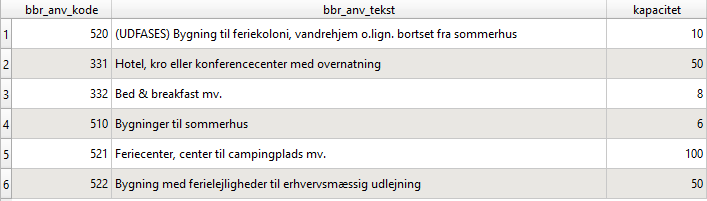 bbr_anv_kode bbr_anv_tekst kapacitet
1 520 (UDFASES) Bygning til feriekoloni, vandrehjem o.lign. bortset fra sommerhus 10
2 331 Hotel, kro eller konferencecenter med overnatning 50
3 332 Bed & breakfast mv. 8
4 510 Bygninger til sommerhus 6
5 521 Feriecenter, center til campingplads mv. 100
6 522 Bygning med ferielejligheder til erhvervsmæssig udlejning 50